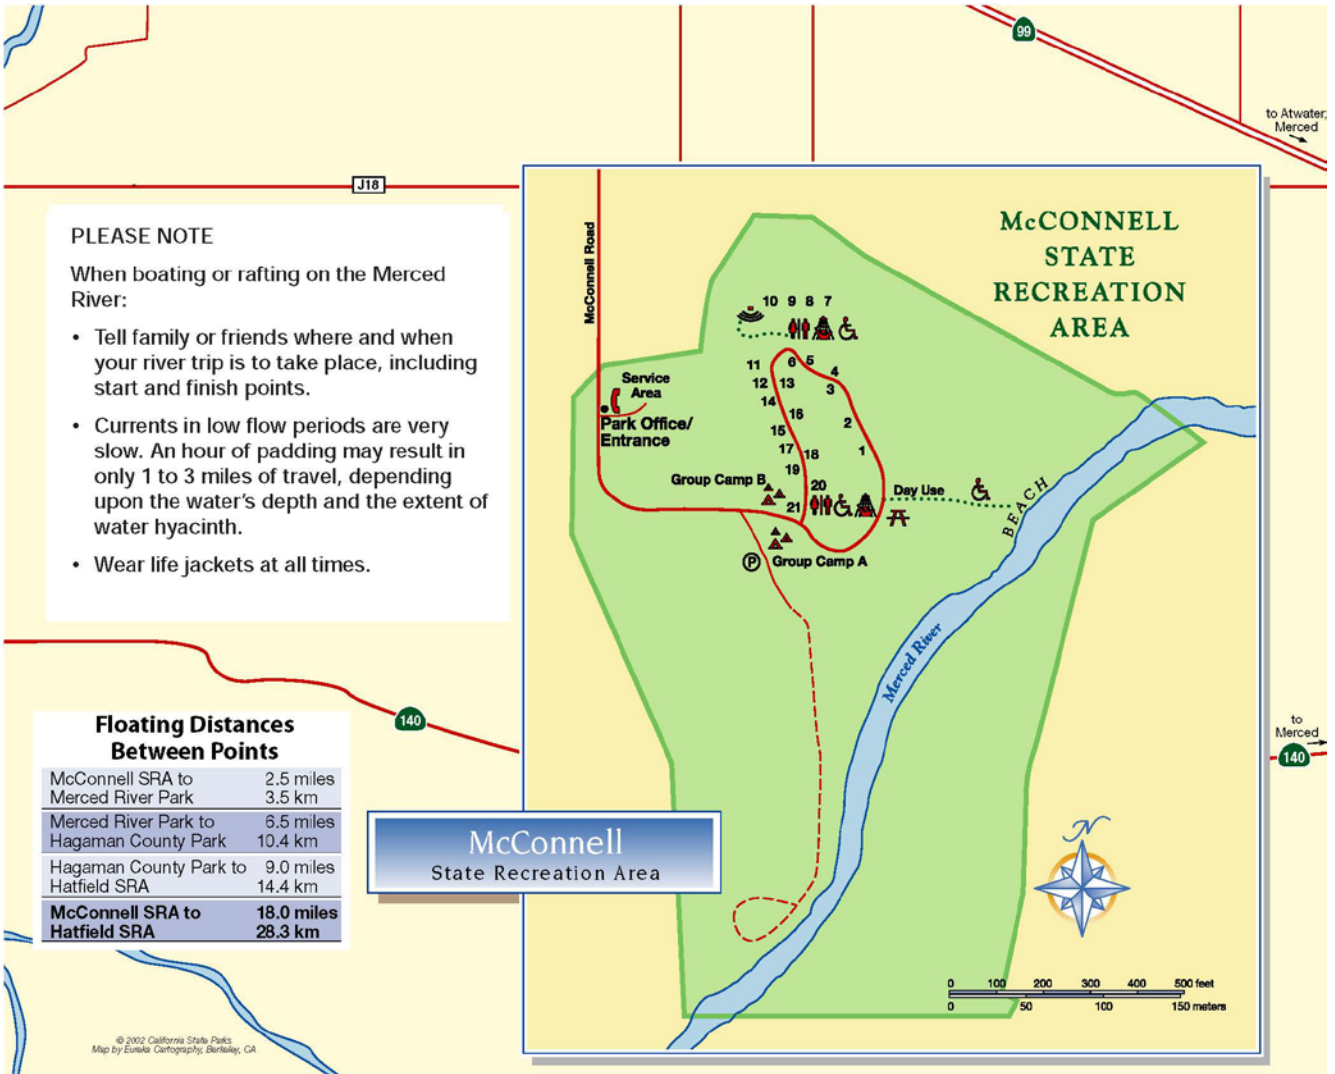 99
to Atwater,
Merced
J18
PLEASE NOTE
When boating or rafting on the Merced
River:
• Tell family or friends where and when
your river trip is to take place, including
start and finish points.
• Currents in low flow periods are very
slow. An hour of padding may result in
only 1 to 3 miles of travel, depending
upon the water's depth and the extent of
water hyacinth.
• Wear life jackets at all times.
McCONNELL
STATE
RECREATION
AREA
McConnell Road
10 9 8 7
11
6
5
4
12
13
3
14
16
2
15
17
18
1
19
20
21
Service
Area
Park Office/
Entrance
Group Camp B
Day Use
BEACH
P
Group Camp A
Merced River
140
to
Merced
140
Floating Distances
Between Points
McConnell SRA to 2.5 miles
Merced River Park 3.5 km
Merced River Park to 6.5 miles
Hagaman County Park 10.4 km
Hagaman County Park to 9.0 miles
Hatfield SRA 14.4 km
McConnell SRA to 18.0 miles
Hatfield SRA 28.3 km
McConnell
State Recreation Area
N
0 100 200 300 400 500 feet
0 50 100 150 meters
© 2002 California State Parks
Map by Eureka Cartography, Berkeley, CA